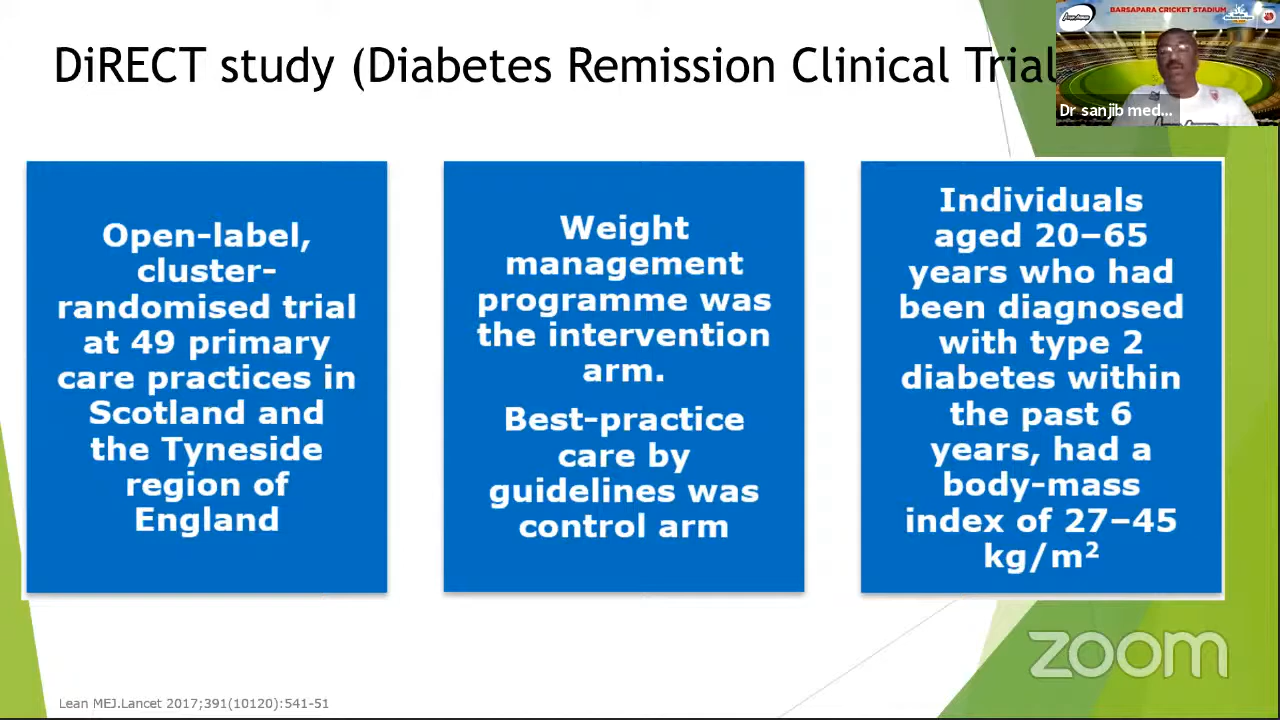 DiRECT study (Diabetes Remission Clinical Trial
BARSAPARA CRICKET STADIUM
Dr sanjib med...
Open-label,
cluster-
randomised trial
at 49 primary
care practices in
Scotland and
the Tyneside
region of
England
Weight
management
programme was
the intervention
arm.
Best-practice
care by
guidelines was
control arm
Individuals
aged 20–65
years who had
been diagnosed
with type 2
diabetes within
the past 6
years, had a
body-mass
index of 27–45
kg/m²
zoom
Lean MEJ.Lancet 2017;391(10120):541-51